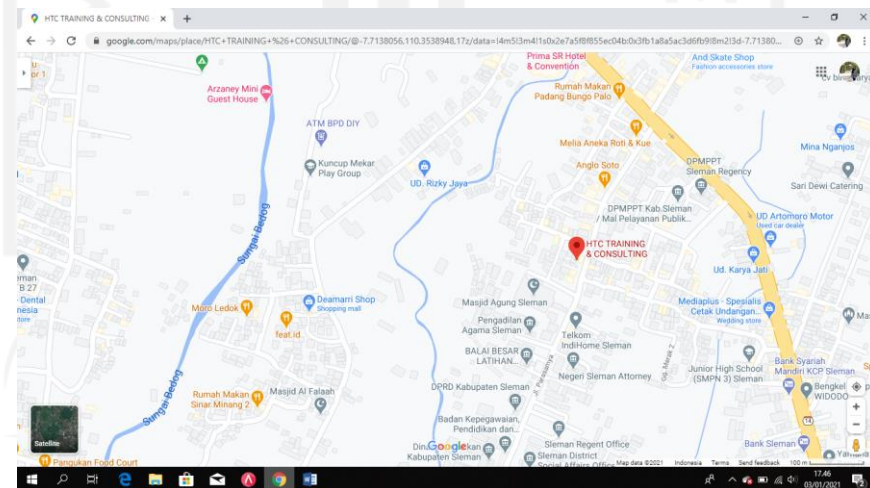 HTC TRAINING & CONSULTING
google.com/maps/place/HTC+TRAINING+%26+CONSULTING/@-7.7138056,110.3538948,17z/data=!4m5!3m4!1s0x2e7a5f8f855ec04b:0x3fb1a8a5ac3d6fb9!8m2!3d-7.71380...
Prima SR Hotel
& Convention
And Skate Shop
Fashion accessories store
Arzaney Mini
Guest House
Rumah Makan
Padang Bungo Palo
ATM BPD DIY
Melia Aneka Roti & Kue
Mina Nganjos
Kuncup Mekar
Play Group
Anglo Soto
DPMPPT
Sleman Regency
UD. Rizky Jaya
Sari Dewi Catering
DPMPPT Kab.Sleman
/ Mal Pelayanan Publik...
UD Artomoro Motor
Used car dealer
Sungai Bedog
HTC TRAINING
& CONSULTING
Ud. Karya Jati
Deamarri Shop
Shopping mall
Masjid Agung Sleman
Mediaplus - Spesialis
Cetak Undangan...
Wedding store
Moro Ledok
feat.id
Pengadilan
Agama Sleman
Telkom
IndiHome Sleman
BALAI BESAR
LATIHAN...
Jl. Parasamya
Negeri Sleman Attorney
Junior High School
(SMPN 3) Sleman
Bank Syariah
Mandiri KCP Sleman
DPRD Kabupaten Sleman
Bengkel
WIDODO
Rumah Makan
Sinar Minang 2
Masjid Al Falaah
Sungai Bedog
Badan Kepegawaian,
Pendidikan dan...
14
Satellite
Google
Kabupaten Sleman
Sleman Regent Office
Bank Sleman
Sleman District
Social Affairs Office
Pangukan Food Court
Map data ©2021 Indonesia Terms Send feedback 100 m
17.46
03/01/2021